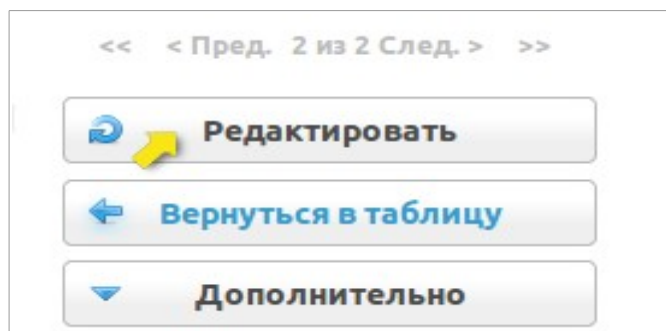 << < Пред. 2 из 2 След. > >>
Редактировать
Вернуться в таблицу
Дополнительно